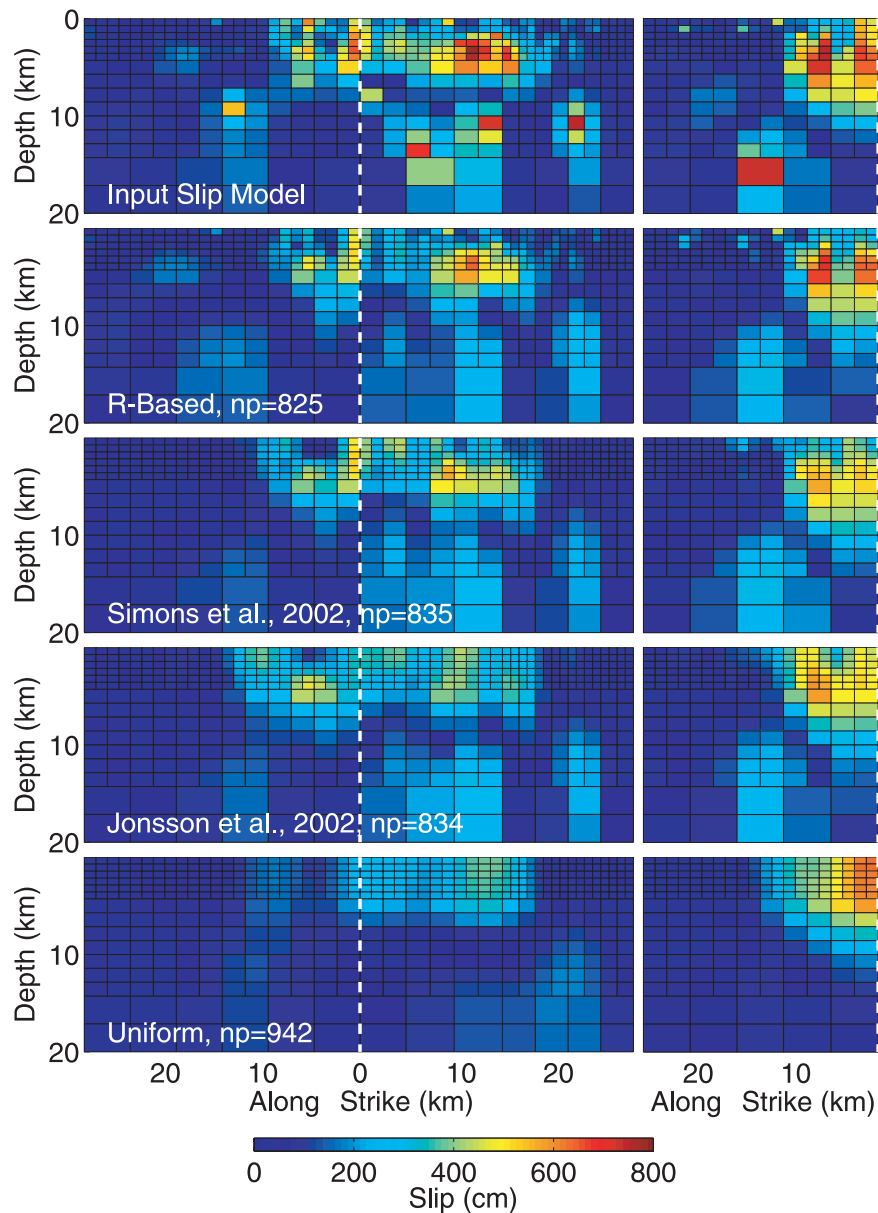 0
Depth (km)
10
Input Slip Model
20
Depth (km)
10
R-Based, np=825
20
Depth (km)
10
Simons et al., 2002, np=835
20
Depth (km)
10
Jonsson et al., 2002, np=834
20
Depth (km)
10
Uniform, np=942
20
20 10 0 10 20 20 10
Along Strike (km) Along Strike (km)
0 200 400 600 800
Slip (cm)